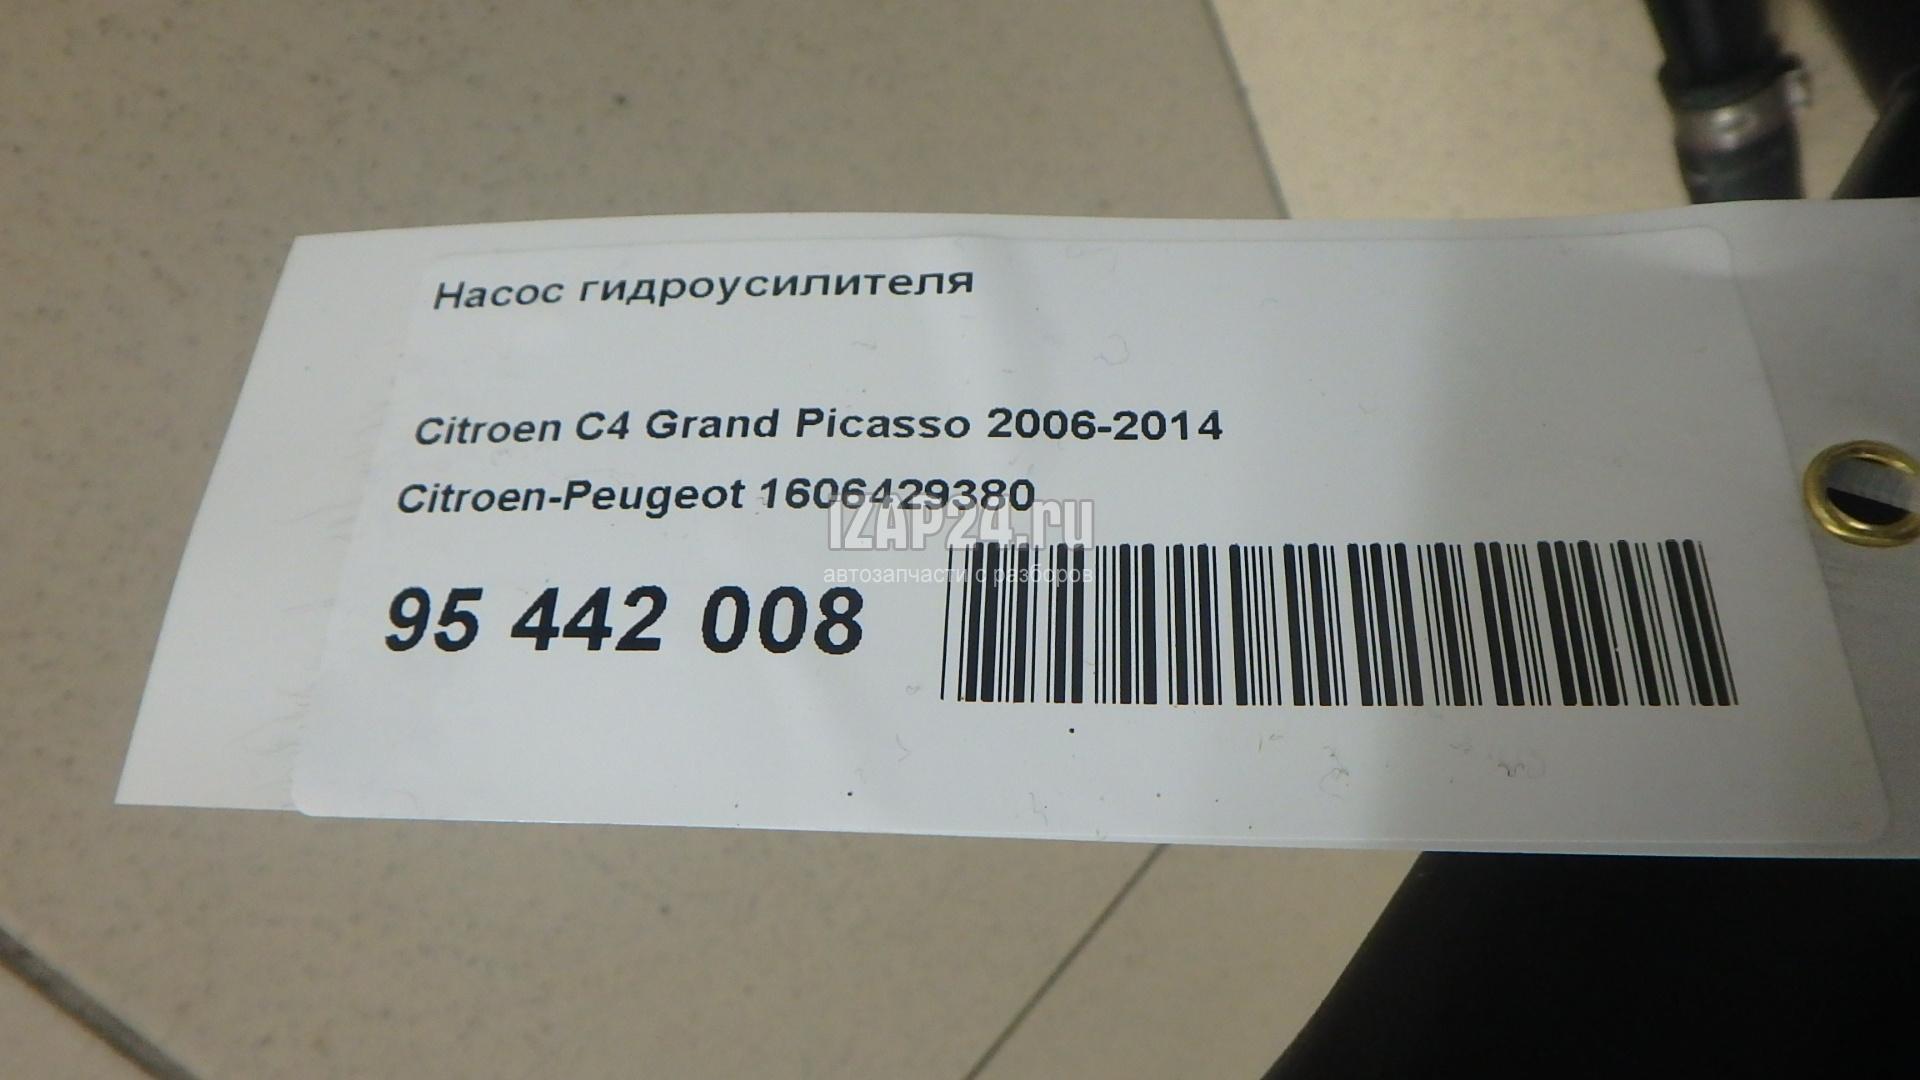 Насос гидроусилителя
Citroen C4 Grand Picasso 2006-2014
Citroen-Peugeot 1606429380
iZAP24.ru
автозапчасти с разборов
95 442 008